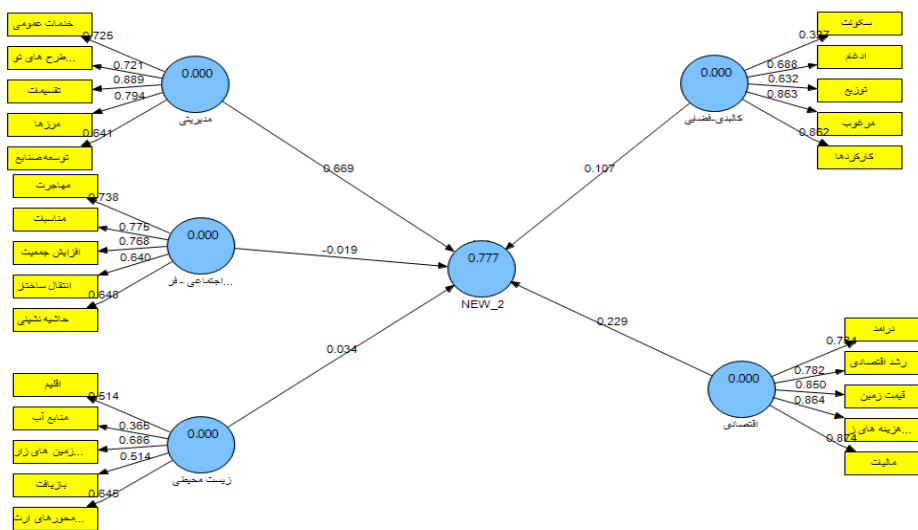 خدمات عمومی
0.725
طرح های تو...
0.721
تقسیمات
0.889
مرزها
0.794
توسعه صنایع
0.641
0.000
مدیریتی
0.669
مهاجرت
0.738
مناسبت
0.775
افزایش جمعیت
0.768
انتقال ساختار
0.640
حاشیه نشینی
0.648
0.000
اجتماعی - فر...
-0.019
اقلیم
0.514
منابع آب
0.365
زمین های زار...
0.686
بازیافت
0.514
محورهای ارت...
0.645
0.000
زیست محیطی
0.034
0.777
NEW_2
سکونت
0.327
ادغام
0.688
توزیع
0.632
مرغوب
0.863
کارکردها
0.862
0.000
کالبدی-فضایی
0.107
درامد
رشد اقتصادی
0.782
قیمت زمین
0.850
هزینه های ز...
0.864
مالیات
0.874
0.000
اقتصادی
0.229